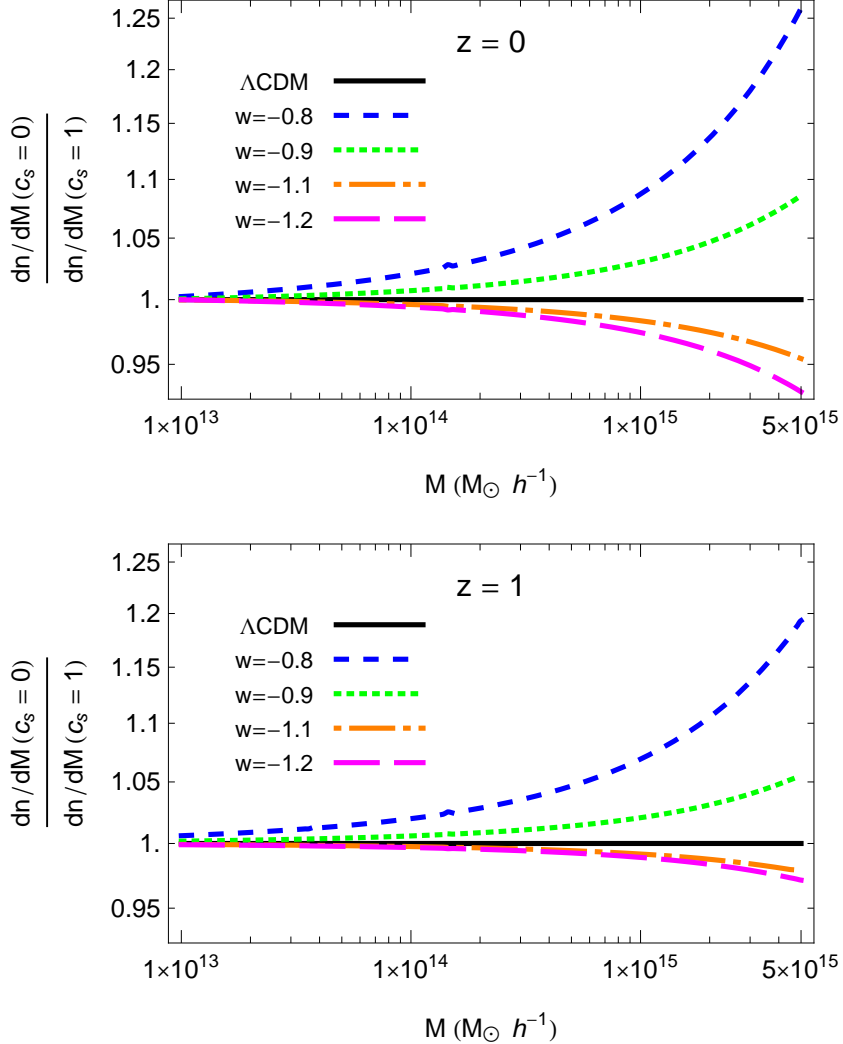 z = 0
ΛCDM
w=−0.8
w=−0.9
w=−1.1
w=−1.2
dn/dM (c_s = 0)
dn/dM (c_s = 1)
1.25
1.2
1.15
1.1
1.05
1.
0.95
1×10^13
1×10^14
1×10^15
5×10^15
M (M_⊙ h^−1)
z = 1
ΛCDM
w=−0.8
w=−0.9
w=−1.1
w=−1.2
dn/dM (c_s = 0)
dn/dM (c_s = 1)
1.25
1.2
1.15
1.1
1.05
1.
0.95
1×10^13
1×10^14
1×10^15
5×10^15
M (M_⊙ h^−1)